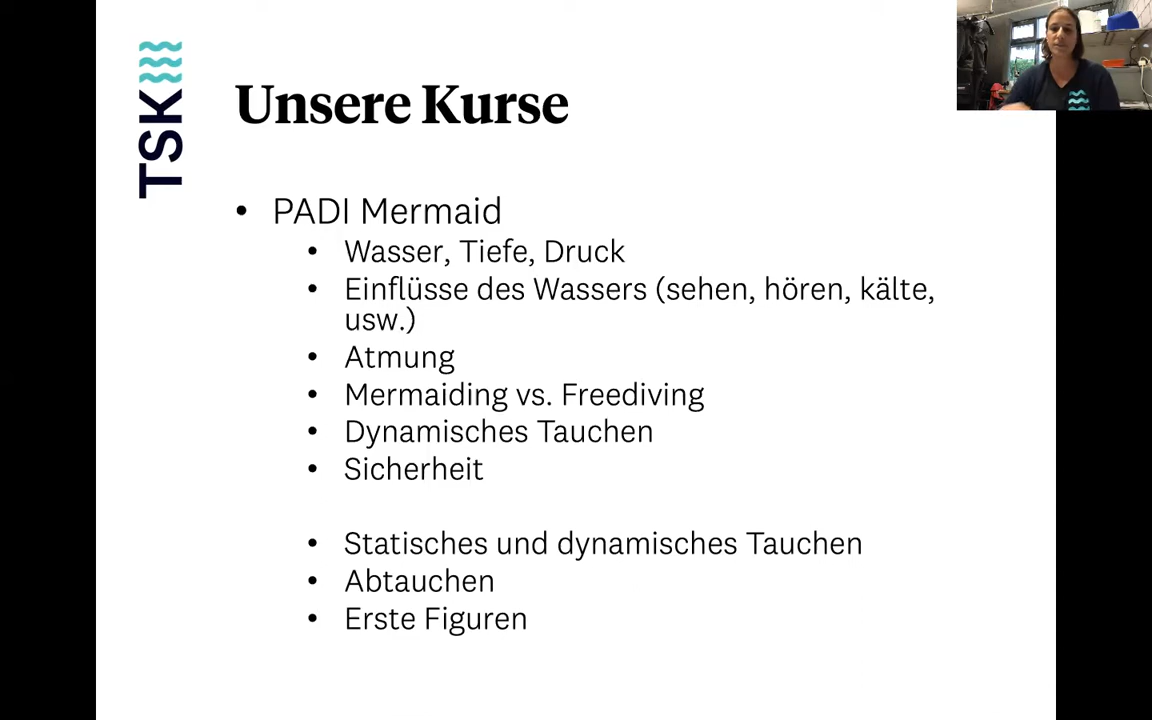 TSK
Unsere Kurse
• PADI Mermaid
• Wasser, Tiefe, Druck
• Einflüsse des Wassers (sehen, hören, kälte,
usw.)
• Atmung
• Mermaiding vs. Freediving
• Dynamisches Tauchen
• Sicherheit
• Statisches und dynamisches Tauchen
• Abtauchen
• Erste Figuren